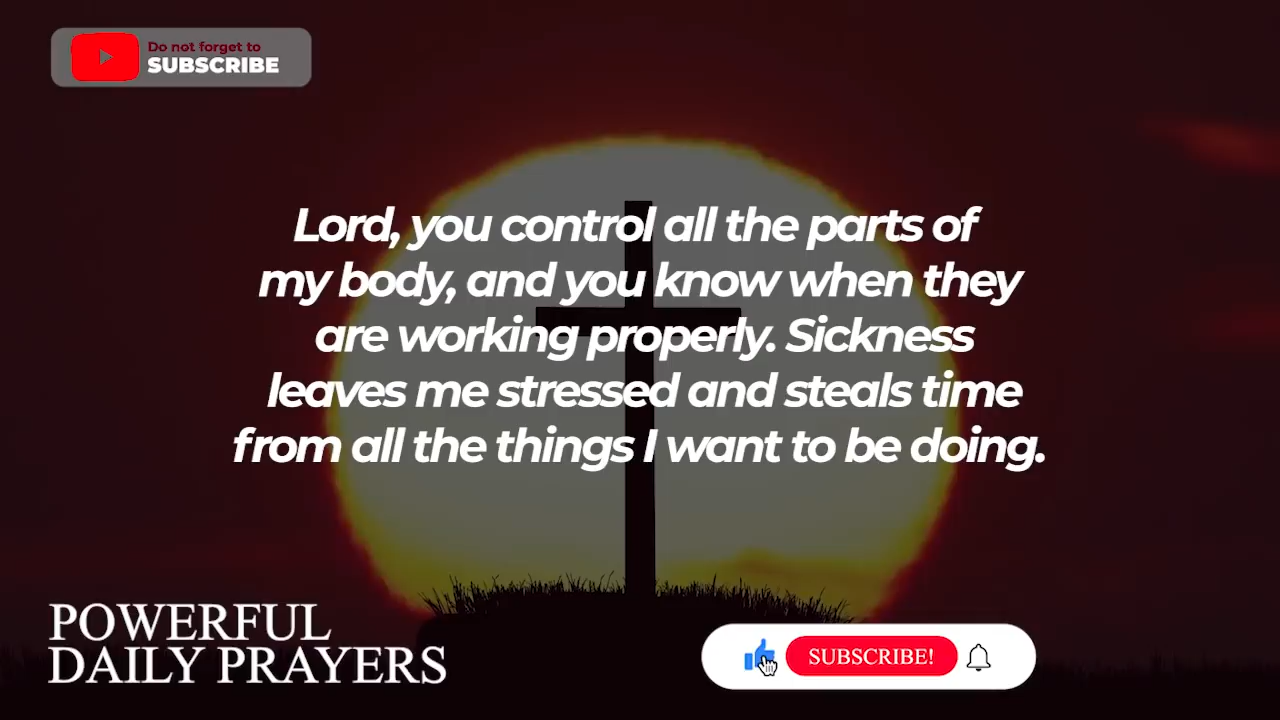 Do not forget to
SUBSCRIBE
Lord, you control all the parts of
my body, and you know when they
are working properly. Sickness
leaves me stressed and steals time
from all the things I want to be doing.
POWERFUL
DAILY PRAYERS
SUBSCRIBE!